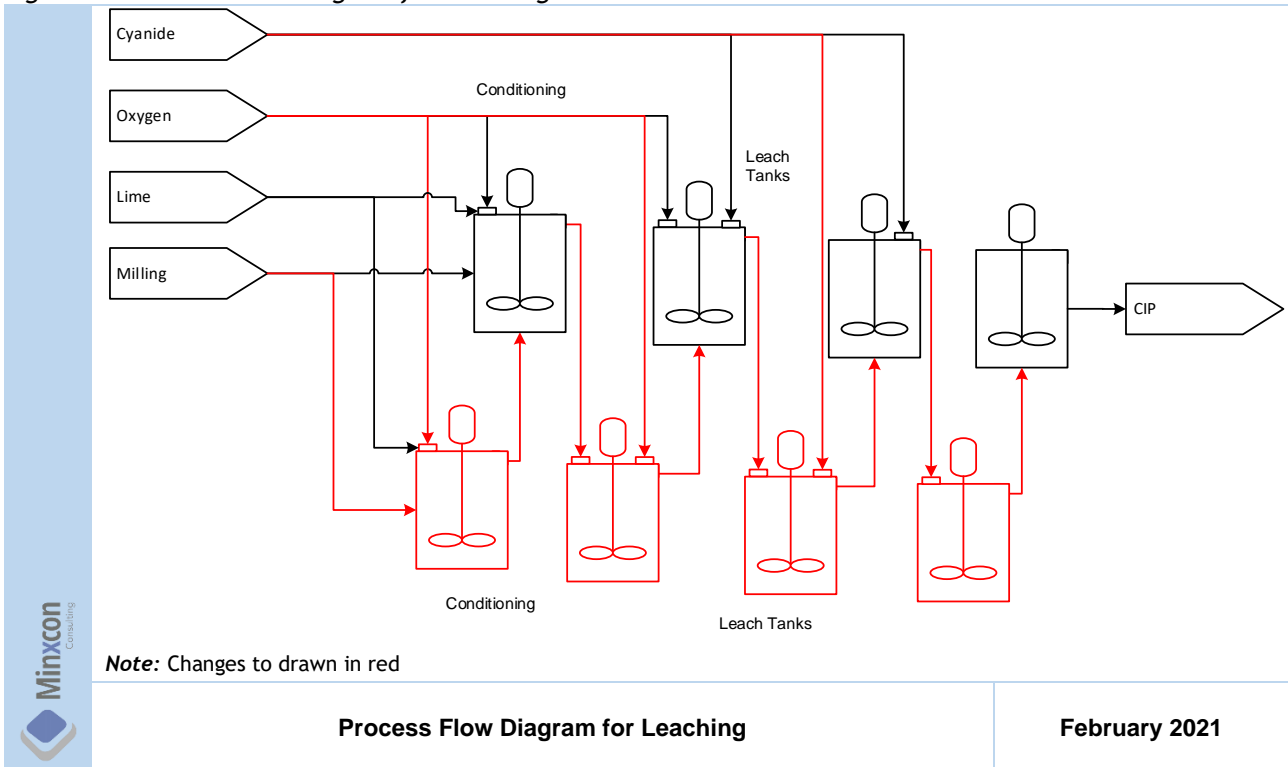 Cyanide
Conditioning
Oxygen
Leach
Tanks
Lime
Milling
CIP
Conditioning
Leach Tanks
Note: Changes to drawn in red
Minxcon
Consulting
Process Flow Diagram for Leaching
February 2021